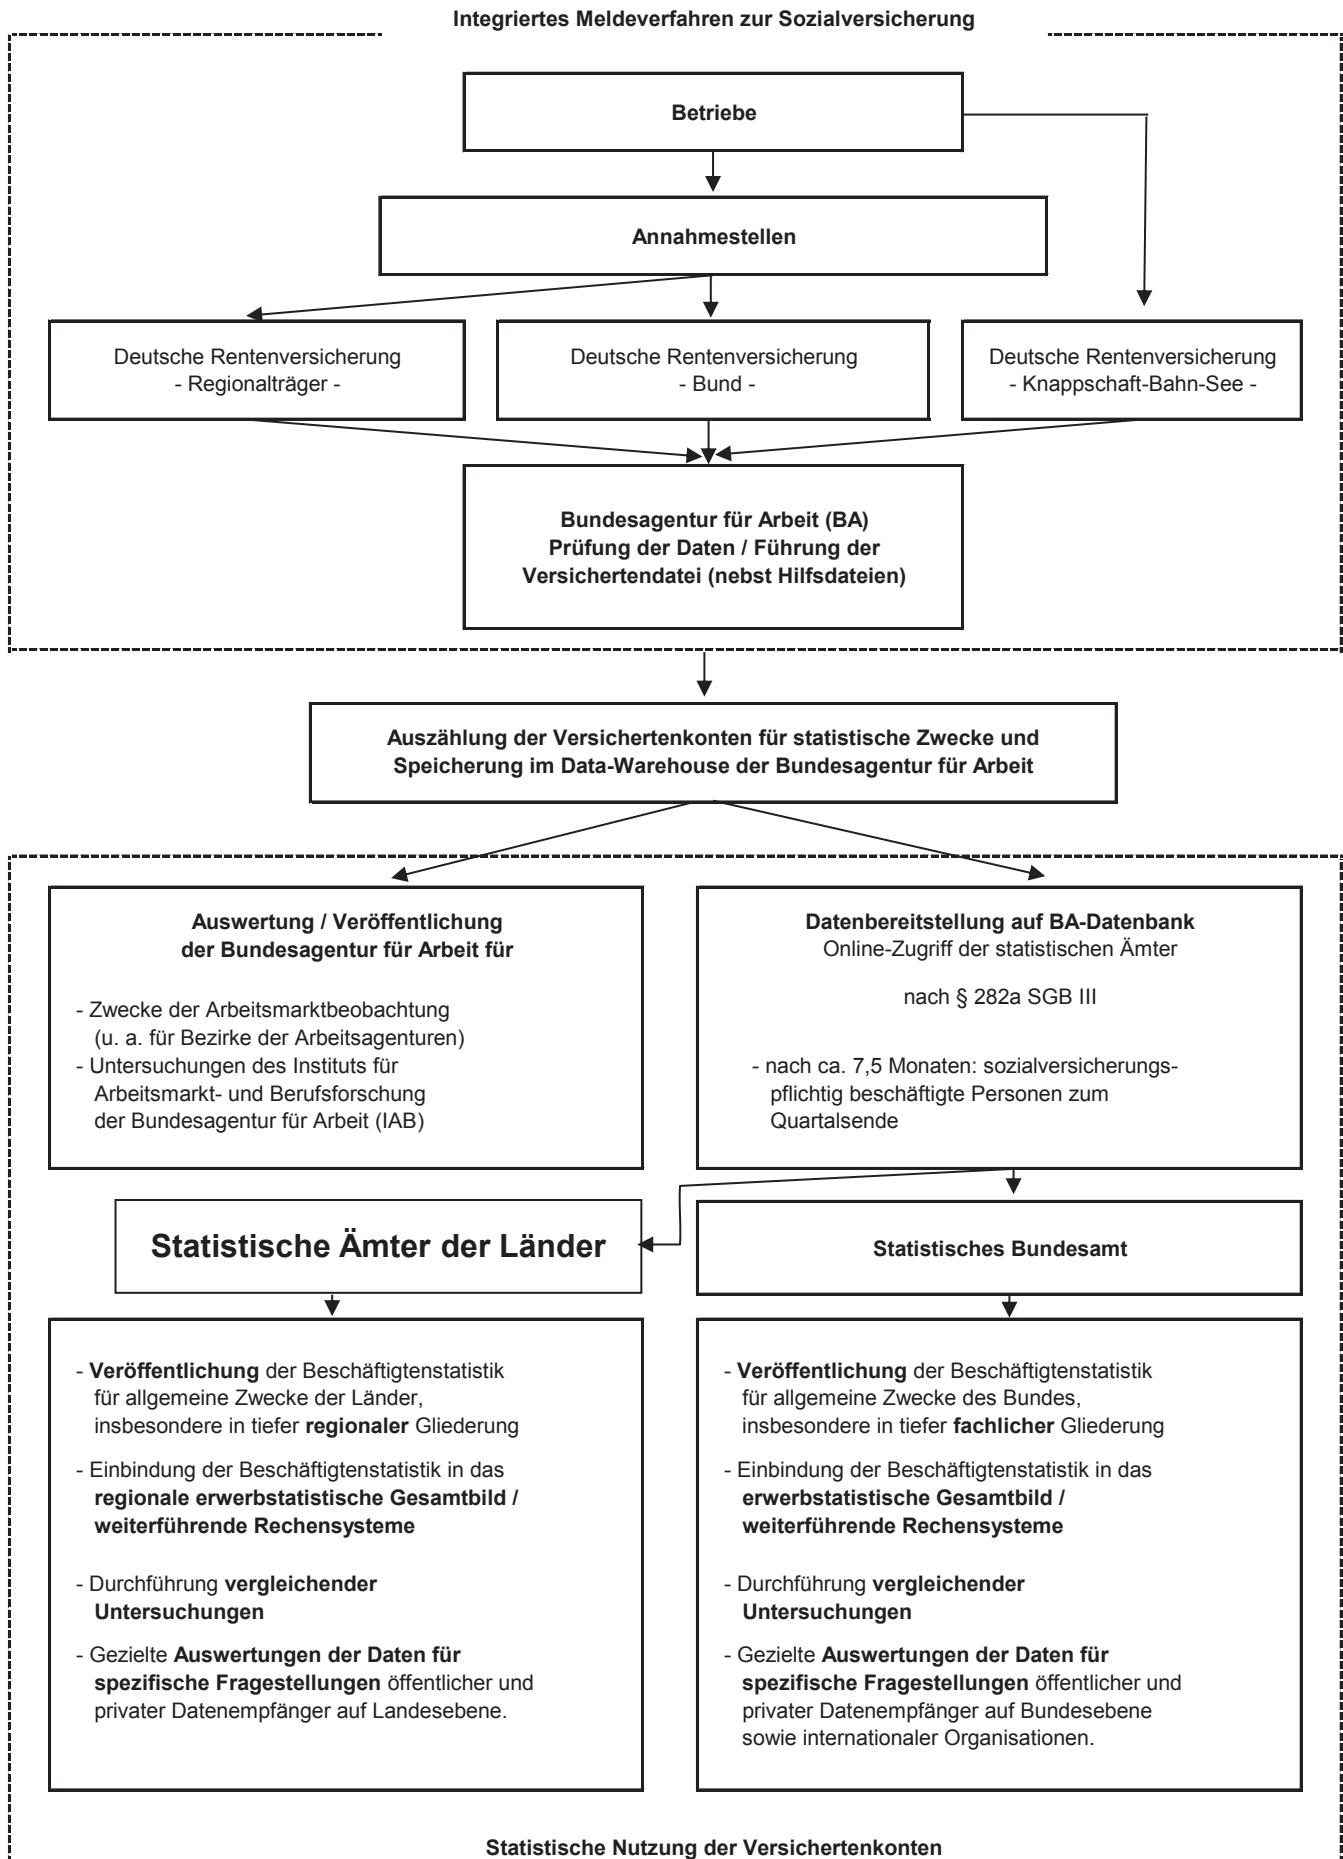 Integriertes Meldeverfahren zur Sozialversicherung
Betriebe
Annahmestellen
Deutsche Rentenversicherung
- Regionalträger -
Deutsche Rentenversicherung
- Bund -
Deutsche Rentenversicherung
- Knappschaft-Bahn-See -
Bundesagentur für Arbeit (BA)
Prüfung der Daten / Führung der
Versichertendatei (nebst Hilfsdateien)
Auszählung der Versichertenkonten für statistische Zwecke und
Speicherung im Data-Warehouse der Bundesagentur für Arbeit
Auswertung / Veröffentlichung
der Bundesagentur für Arbeit für
- Zwecke der Arbeitsmarktbeobachtung
(u. a. für Bezirke der Arbeitsagenturen)
- Untersuchungen des Instituts für
Arbeitsmarkt- und Berufsforschung
der Bundesagentur für Arbeit (IAB)
Datenbereitstellung auf BA-Datenbank
Online-Zugriff der statistischen Ämter
nach § 282a SGB III
- nach ca. 7,5 Monaten: sozialversicherungs-
pflichtig beschäftigte Personen zum
Quartalsende
Statistische Ämter der Länder
Statistisches Bundesamt
- Veröffentlichung der Beschäftigtenstatistik
für allgemeine Zwecke der Länder,
insbesondere in tiefer regionaler Gliederung
- Einbindung der Beschäftigtenstatistik in das
regionale erwerbstatistische Gesamtbild /
weiterführende Rechensysteme
- Durchführung vergleichender
Untersuchungen
- Gezielte Auswertungen der Daten für
spezifische Fragestellungen öffentlicher und
privater Datenempfänger auf Landesebene.
- Veröffentlichung der Beschäftigtenstatistik
für allgemeine Zwecke des Bundes,
insbesondere in tiefer fachlicher Gliederung
- Einbindung der Beschäftigtenstatistik in das
erwerbstatistische Gesamtbild /
weiterführende Rechensysteme
- Durchführung vergleichender
Untersuchungen
- Gezielte Auswertungen der Daten für
spezifische Fragestellungen öffentlicher und
privater Datenempfänger auf Bundesebene
sowie internationaler Organisationen.
Statistische Nutzung der Versichertenkonten